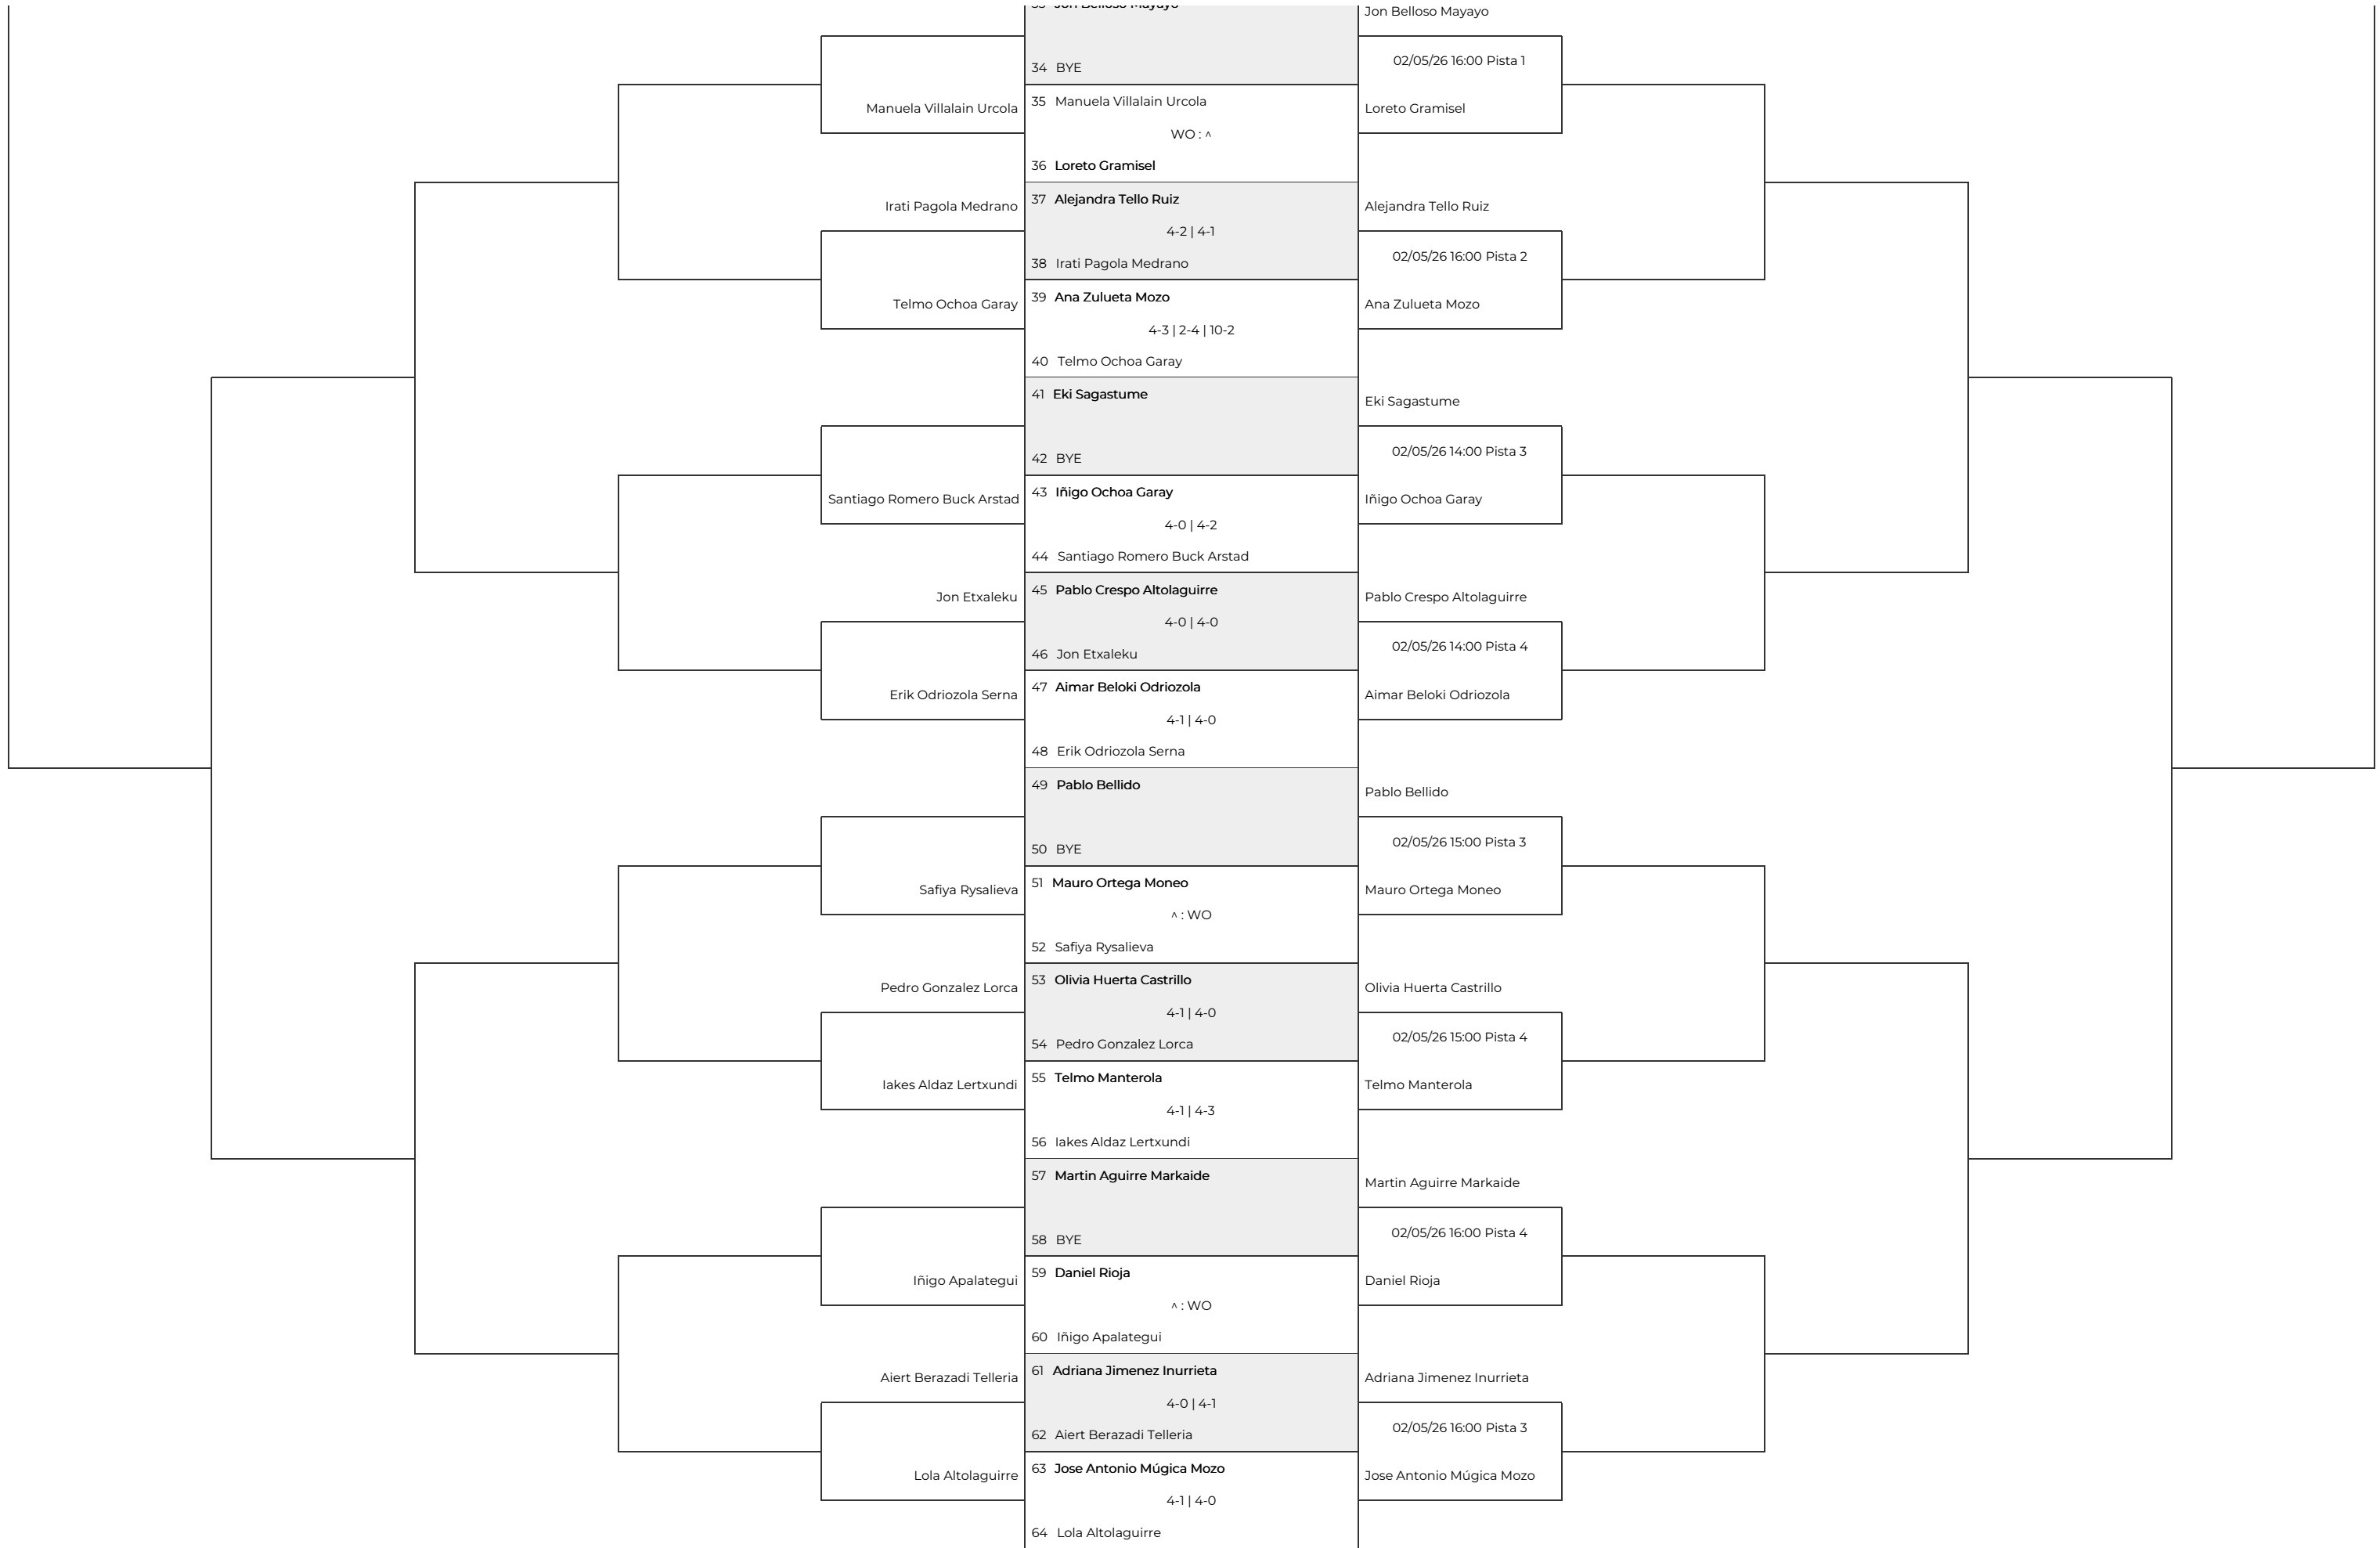 33 Jon Belloso Mayayo
Jon Belloso Mayayo
02/05/26 16:00 Pista 1
34 BYE
Manuela Villalain Urcola
35 Manuela Villalain Urcola
Loreto Gramisel
WO : ^
36 Loreto Gramisel
Irati Pagola Medrano
37 Alejandra Tello Ruiz
Alejandra Tello Ruiz
4-2 | 4-1
02/05/26 16:00 Pista 2
38 Irati Pagola Medrano
Telmo Ochoa Garay
39 Ana Zulueta Mozo
Ana Zulueta Mozo
4-3 | 2-4 | 10-2
40 Telmo Ochoa Garay
41 Eki Sagastume
Eki Sagastume
02/05/26 14:00 Pista 3
42 BYE
Santiago Romero Buck Arstad
43 Iñigo Ochoa Garay
Iñigo Ochoa Garay
4-0 | 4-2
44 Santiago Romero Buck Arstad
Jon Etxaleku
45 Pablo Crespo Altolaguirre
Pablo Crespo Altolaguirre
4-0 | 4-0
02/05/26 14:00 Pista 4
46 Jon Etxaleku
Erik Odriozola Serna
47 Aimar Beloki Odriozola
Aimar Beloki Odriozola
4-1 | 4-0
48 Erik Odriozola Serna
49 Pablo Bellido
Pablo Bellido
02/05/26 15:00 Pista 3
50 BYE
Safiya Rysalieva
51 Mauro Ortega Moneo
Mauro Ortega Moneo
^ : WO
52 Safiya Rysalieva
Pedro Gonzalez Lorca
53 Olivia Huerta Castrillo
Olivia Huerta Castrillo
4-1 | 4-0
02/05/26 15:00 Pista 4
54 Pedro Gonzalez Lorca
Iakes Aldaz Lertxundi
55 Telmo Manterola
Telmo Manterola
4-1 | 4-3
56 Iakes Aldaz Lertxundi
57 Martin Aguirre Markaide
Martin Aguirre Markaide
02/05/26 16:00 Pista 4
58 BYE
Iñigo Apalategui
59 Daniel Rioja
Daniel Rioja
^ : WO
60 Iñigo Apalategui
Aiert Berazadi Telleria
61 Adriana Jimenez Inurrieta
Adriana Jimenez Inurrieta
4-0 | 4-1
02/05/26 16:00 Pista 3
62 Aiert Berazadi Telleria
Lola Altolaguirre
63 Jose Antonio Múgica Mozo
Jose Antonio Múgica Mozo
4-1 | 4-0
64 Lola Altolaguirre